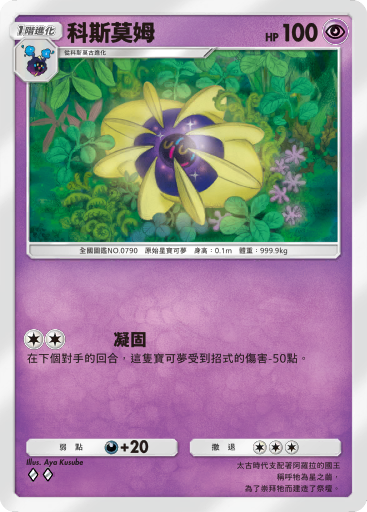 1階進化
科斯莫姆
HP 100
從科斯莫古進化
全國圖鑑NO.0790 原始星寶可夢 身高：0.1m 體重：999.9kg
凝固
在下個對手的回合，這隻寶可夢受到招式的傷害-50點。
弱點 +20 撤退
Illus. Aya Kusube
太古時代支配著阿羅拉的國王
稱呼牠為星之繭，
為了崇拜牠而建造了祭壇。